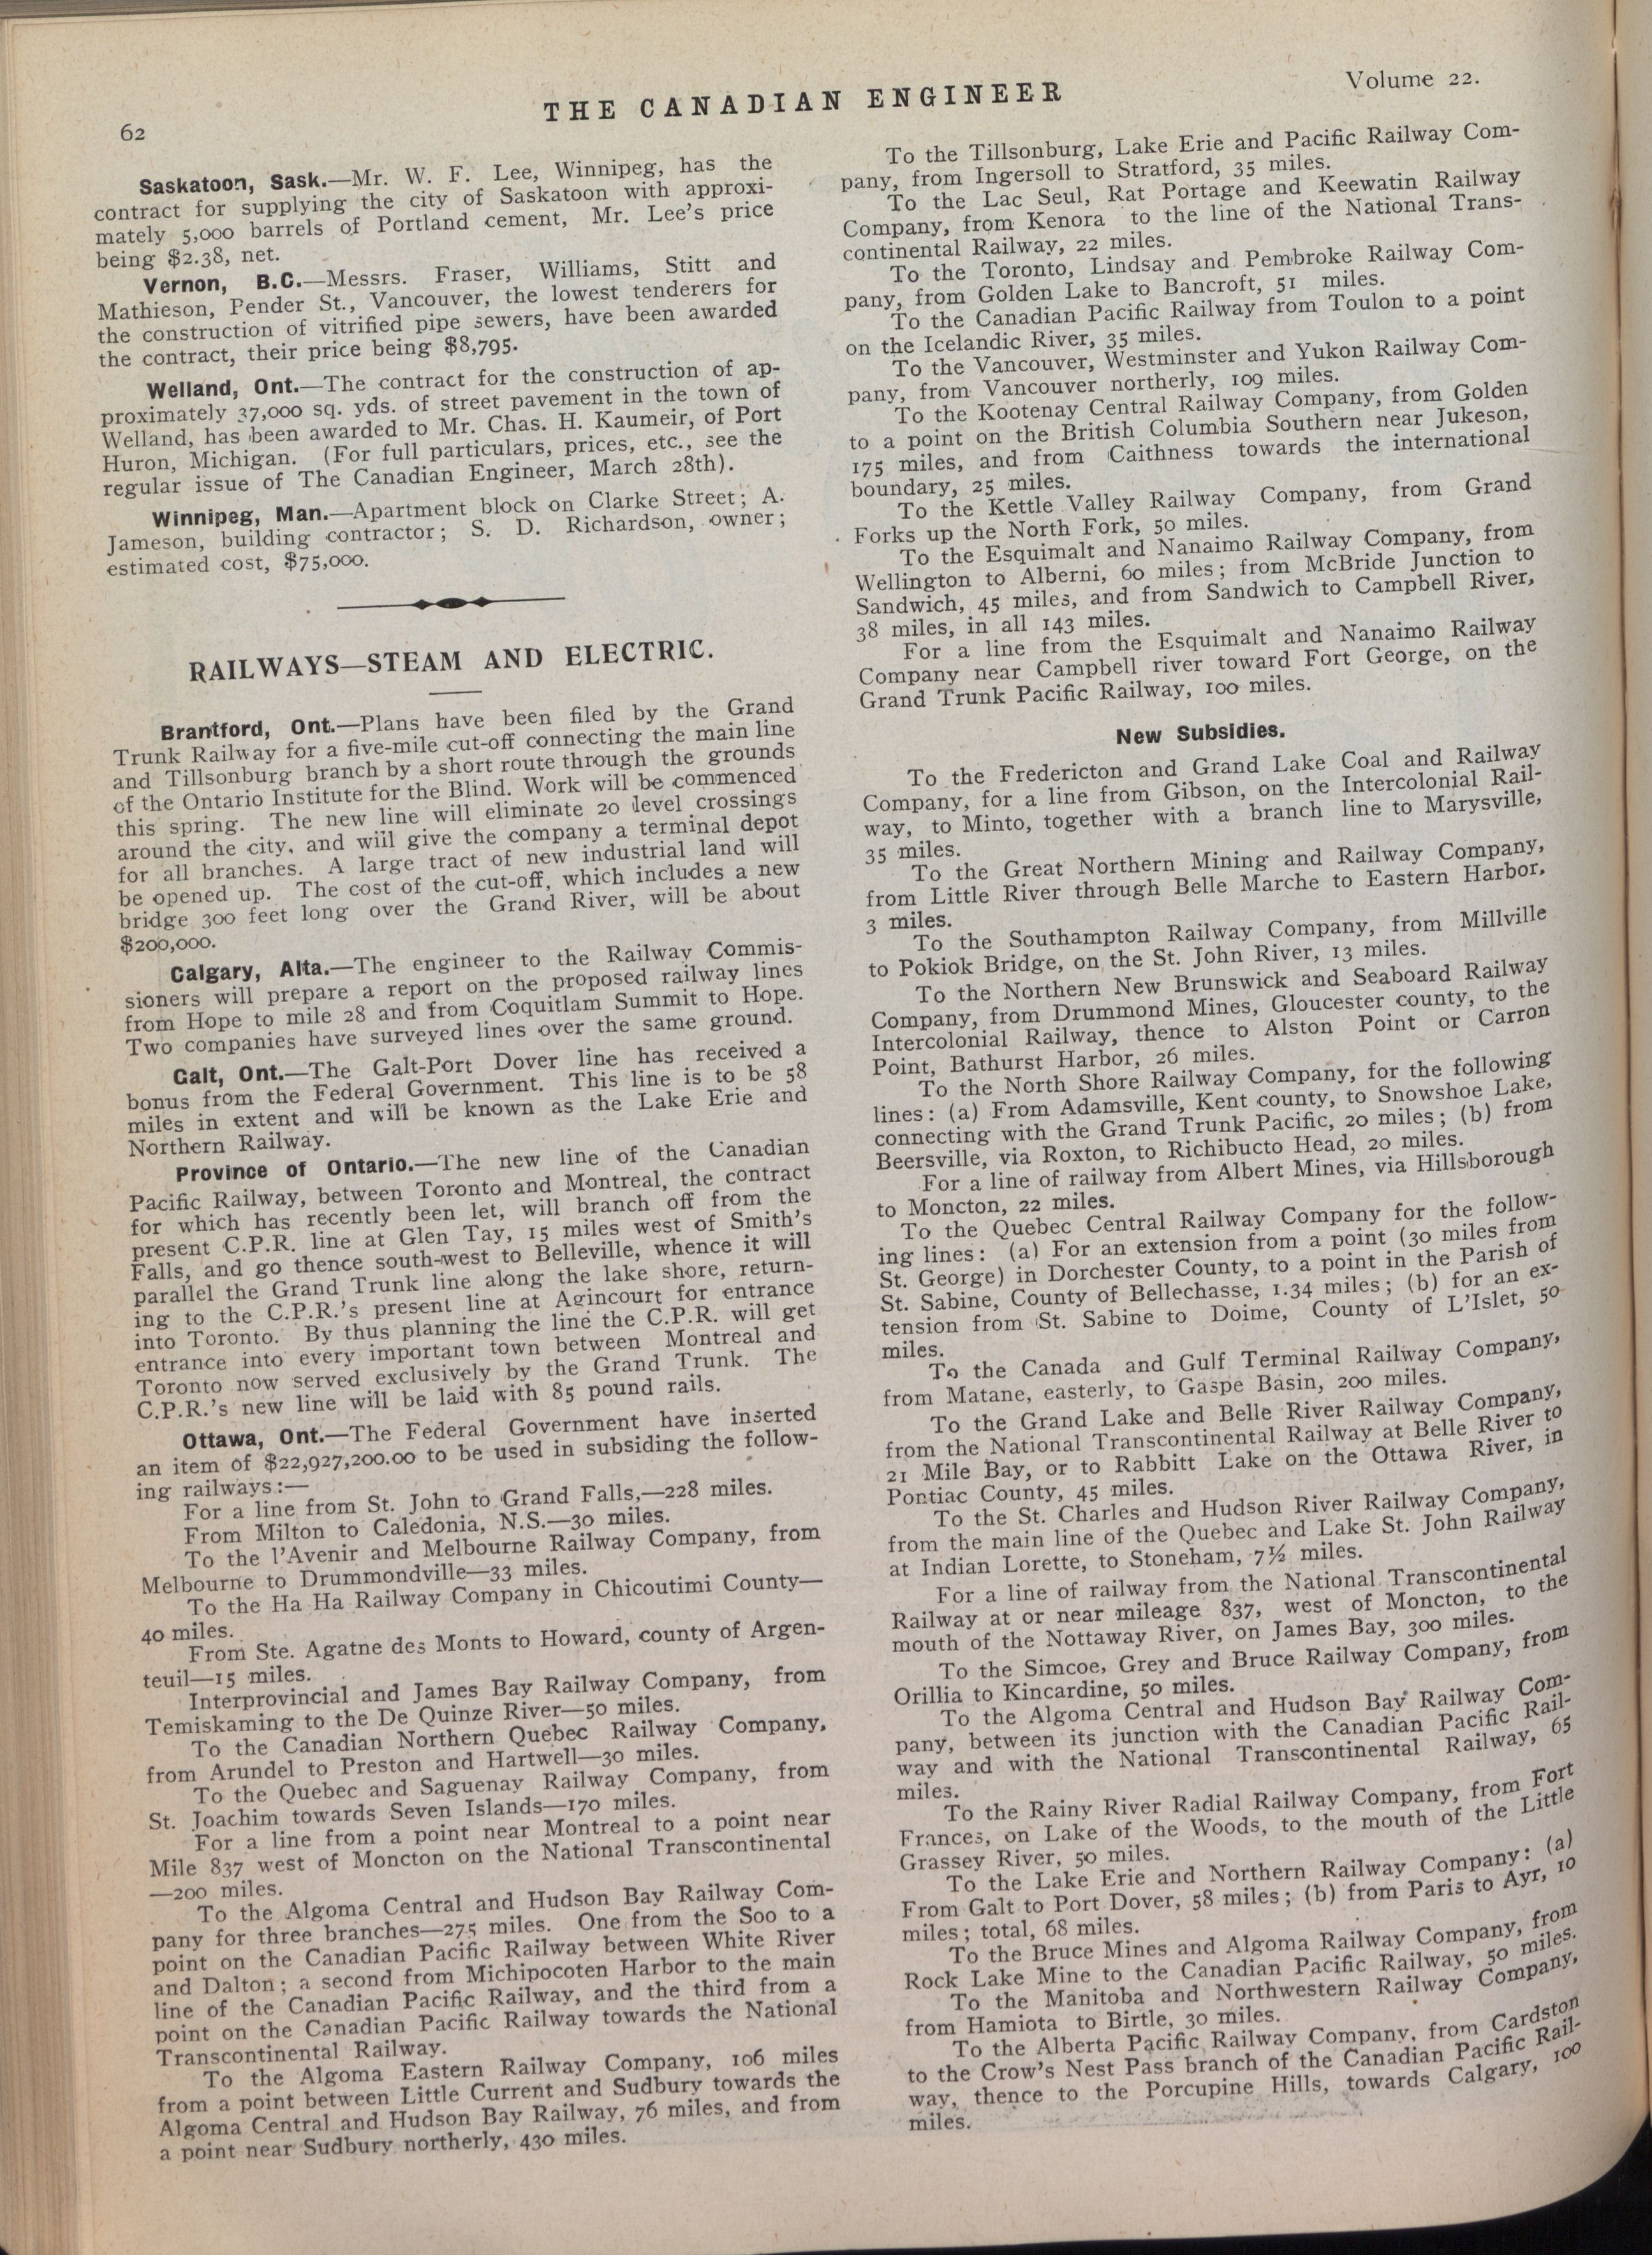 62
THE CANADIAN ENGINEER
Volume 22.
Saskatoon, Sask.—Mr. W. F. Lee, Winnipeg, has the
contract for supplying the city of Saskatoon with approxi-
mately 5,000 barrels of Portland cement, Mr. Lee's price
being $2.38, net.
Vernon, B.C.—Messrs. Fraser, Williams, Stitt and
Mathieson, Pender St., Vancouver, the lowest tenderers for
the construction of vitrified pipe sewers, have been awarded
the contract, their price being $8,795.
Welland, Ont.—The contract for the construction of ap-
proximately 37,000 sq. yds. of street pavement in the town of
Welland, has been awarded to Mr. Chas. H. Kaumeir, of Port
Huron, Michigan. (For full particulars, prices, etc., see the
regular issue of The Canadian Engineer, March 28th).
Winnipeg, Man.—Apartment block on Clarke Street; A.
Jameson, building contractor; S. D. Richardson, owner;
estimated cost, $75,000.
RAILWAYS—STEAM AND ELECTRIC.
Brantford, Ont.—Plans have been filed by the Grand
Trunk Railway for a five-mile cut-off connecting the main line
and Tillsonburg branch by a short route through the grounds
of the Ontario Institute for the Blind. Work will be commenced
this spring. The new line will eliminate 20 level crossings
around the city, and will give the company a terminal depot
for all branches. A large tract of new industrial land will
be opened up. The cost of the cut-off, which includes a new
bridge 300 feet long over the Grand River, will be about
$200,000.
Calgary, Alta.—The engineer to the Railway Commis-
sioners will prepare a report on the proposed railway lines
from Hope to mile 28 and from Coquitlam Summit to Hope.
Two companies have surveyed lines over the same ground.
Galt, Ont.—The Galt-Port Dover line has received a
bonus from the Federal Government. This line is to be 58
miles in extent and will be known as the Lake Erie and
Northern Railway.
Province of Ontario.—The new line of the Canadian
Pacific Railway, between Toronto and Montreal, the contract
for which has recently been let, will branch off from the
present C.P.R. line at Glen Tay, 15 miles west of Smith's
Falls, and go thence south-west to Belleville, whence it will
parallel the Grand Trunk line along the lake shore, return-
ing to the C.P.R.'s present line at Agincourt for entrance
into Toronto. By thus planning the line the C.P.R. will get
entrance into every important town between Montreal and
Toronto now served exclusively by the Grand Trunk. The
C.P.R.'s new line will be laid with 85 pound rails.
Ottawa, Ont.—The Federal Government have inserted
an item of $22,927,200.00 to be used in subsiding the follow-
ing railways:—
For a line from St. John to Grand Falls,—228 miles.
From Milton to Caledonia, N.S.—30 miles.
To the l'Avenir and Melbourne Railway Company, from
Melbourne to Drummondville—33 miles.
To the Ha Ha Railway Company in Chicoutimi County—
40 miles.
From Ste. Agatne des Monts to Howard, county of Argen-
teuil—15 miles.
Interprovincial and James Bay Railway Company, from
Temiskaming to the De Quinze River—50 miles.
To the Canadian Northern Quebec Railway Company,
from Arundel to Preston and Hartwell—30 miles.
To the Quebec and Saguenay Railway Company, from
St. Joachim towards Seven Islands—170 miles.
For a line from a point near Montreal to a point near
Mile 837 west of Moncton on the National Transcontinental
—200 miles.
To the Algoma Central and Hudson Bay Railway Com-
pany for three branches—275 miles. One from the Soo to a
point on the Canadian Pacific Railway between White River
and Dalton; a second from Michipocoten Harbor to the main
line of the Canadian Pacific Railway, and the third from a
point on the Canadian Pacific Railway towards the National
Transcontinental Railway.
To the Algoma Eastern Railway Company, 106 miles
from a point between Little Current and Sudbury towards the
Algoma Central and Hudson Bay Railway, 76 miles, and from
a point near Sudbury northerly, 430 miles.
To the Tillsonburg, Lake Erie and Pacific Railway Com-
pany, from Ingersoll to Stratford, 35 miles.
To the Lac Seul, Rat Portage and Keewatin Railway
Company, from Kenora to the line of the National Trans-
continental Railway, 22 miles.
To the Toronto, Lindsay and Pembroke Railway Com-
pany, from Golden Lake to Bancroft, 51 miles.
To the Canadian Pacific Railway from Toulon to a point
on the Icelandic River, 35 miles.
To the Vancouver, Westminster and Yukon Railway Com-
pany, from Vancouver northerly, 109 miles.
To the Kootenay Central Railway Company, from Golden
to a point on the British Columbia Southern near Jukeson,
175 miles, and from Caithness towards the international
boundary, 25 miles.
To the Kettle Valley Railway Company, from Grand
Forks up the North Fork, 50 miles.
To the Esquimalt and Nanaimo Railway Company, from
Wellington to Alberni, 60 miles; from McBride Junction to
Sandwich, 45 miles, and from Sandwich to Campbell River,
38 miles, in all 143 miles.
For a line from the Esquimalt and Nanaimo Railway
Company near Campbell river toward Fort George, on the
Grand Trunk Pacific Railway, 100 miles.
New Subsidies.
To the Fredericton and Grand Lake Coal and Railway
Company, for a line from Gibson, on the Intercolonial Rail-
way, to Minto, together with a branch line to Marysville,
35 miles.
To the Great Northern Mining and Railway Company,
from Little River through Belle Marche to Eastern Harbor,
3 miles.
To the Southampton Railway Company, from Millville
to Pokiok Bridge, on the St. John River, 13 miles.
To the Northern New Brunswick and Seaboard Railway
Company, from Drummond Mines, Gloucester county, to the
Intercolonial Railway, thence to Alston Point or Carron
Point, Bathurst Harbor, 26 miles.
To the North Shore Railway Company, for the following
lines: (a) From Adamsville, Kent county, to Snowshoe Lake,
connecting with the Grand Trunk Pacific, 20 miles; (b) from
Beersville, via Roxton, to Richibucto Head, 20 miles.
For a line of railway from Albert Mines, via Hillsborough
to Moncton, 22 miles.
To the Quebec Central Railway Company for the follow-
ing lines: (a) For an extension from a point (30 miles from
St. George) in Dorchester County, to a point in the Parish of
St. Sabine, County of Bellechasse, 1.34 miles; (b) for an ex-
tension from St. Sabine to Doime, County of L'Islet, 50
miles.
To the Canada and Gulf Terminal Railway Company,
from Matane, easterly, to Gaspe Basin, 200 miles.
To the Grand Lake and Belle River Railway Company,
from the National Transcontinental Railway at Belle River to
21 Mile Bay, or to Rabbitt Lake on the Ottawa River, in
Pontiac County, 45 miles.
To the St. Charles and Hudson River Railway Company,
from the main line of the Quebec and Lake St. John Railway
at Indian Lorette, to Stoneham, 7½ miles.
For a line of railway from the National Transcontinental
Railway at or near mileage 837, west of Moncton, to the
mouth of the Nottaway River, on James Bay, 300 miles.
To the Simcoe, Grey and Bruce Railway Company, from
Orillia to Kincardine, 50 miles.
To the Algoma Central and Hudson Bay Railway Com-
pany, between its junction with the Canadian Pacific Rail-
way and with the National Transcontinental Railway, 65
miles.
To the Rainy River Radial Railway Company, from Fort
Frances, on Lake of the Woods, to the mouth of the Little
Grassey River, 50 miles.
To the Lake Erie and Northern Railway Company: (a)
From Galt to Port Dover, 58 miles; (b) from Paris to Ayr, 10
miles; total, 68 miles.
To the Bruce Mines and Algoma Railway Company, from
Rock Lake Mine to the Canadian Pacific Railway, 50 miles.
To the Manitoba and Northwestern Railway Company,
from Hamiota to Birtle, 30 miles.
To the Alberta Pacific Railway Company, from Cardston
to the Crow's Nest Pass branch of the Canadian Pacific Rail-
way, thence to the Porcupine Hills, towards Calgary, 100
miles.